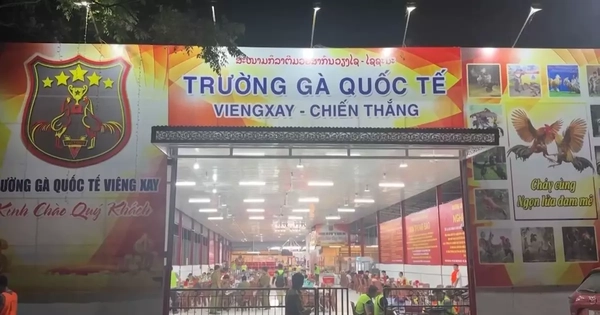 TRƯỜNG GÀ QUỐC TẾ
VIENGXAY - CHIẾN THẮNG
ƯỜNG GÀ QUỐC TẾ VIÊNG XAY
Kính Chào Quý Khách
Cháy cùng
Ngọn lửa đam mê